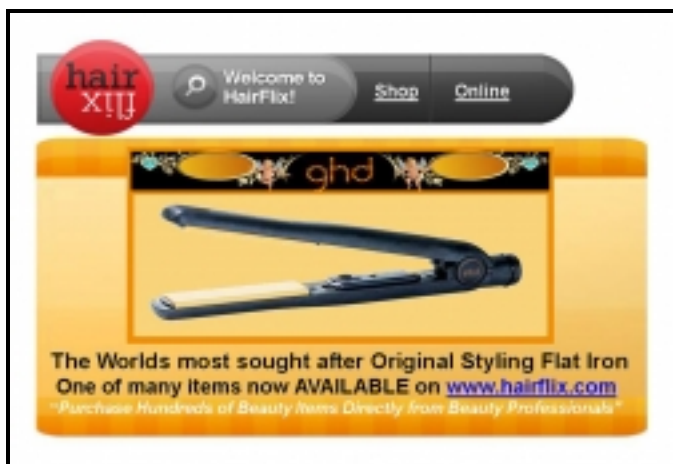 hair
flix
Welcome to
HairFlix!
Shop
Online
ghd
ghd
The Worlds most sought after Original Styling Flat Iron
One of many items now AVAILABLE on www.hairflix.com
"Purchase Hundreds of Beauty Items Directly from Beauty Professionals"